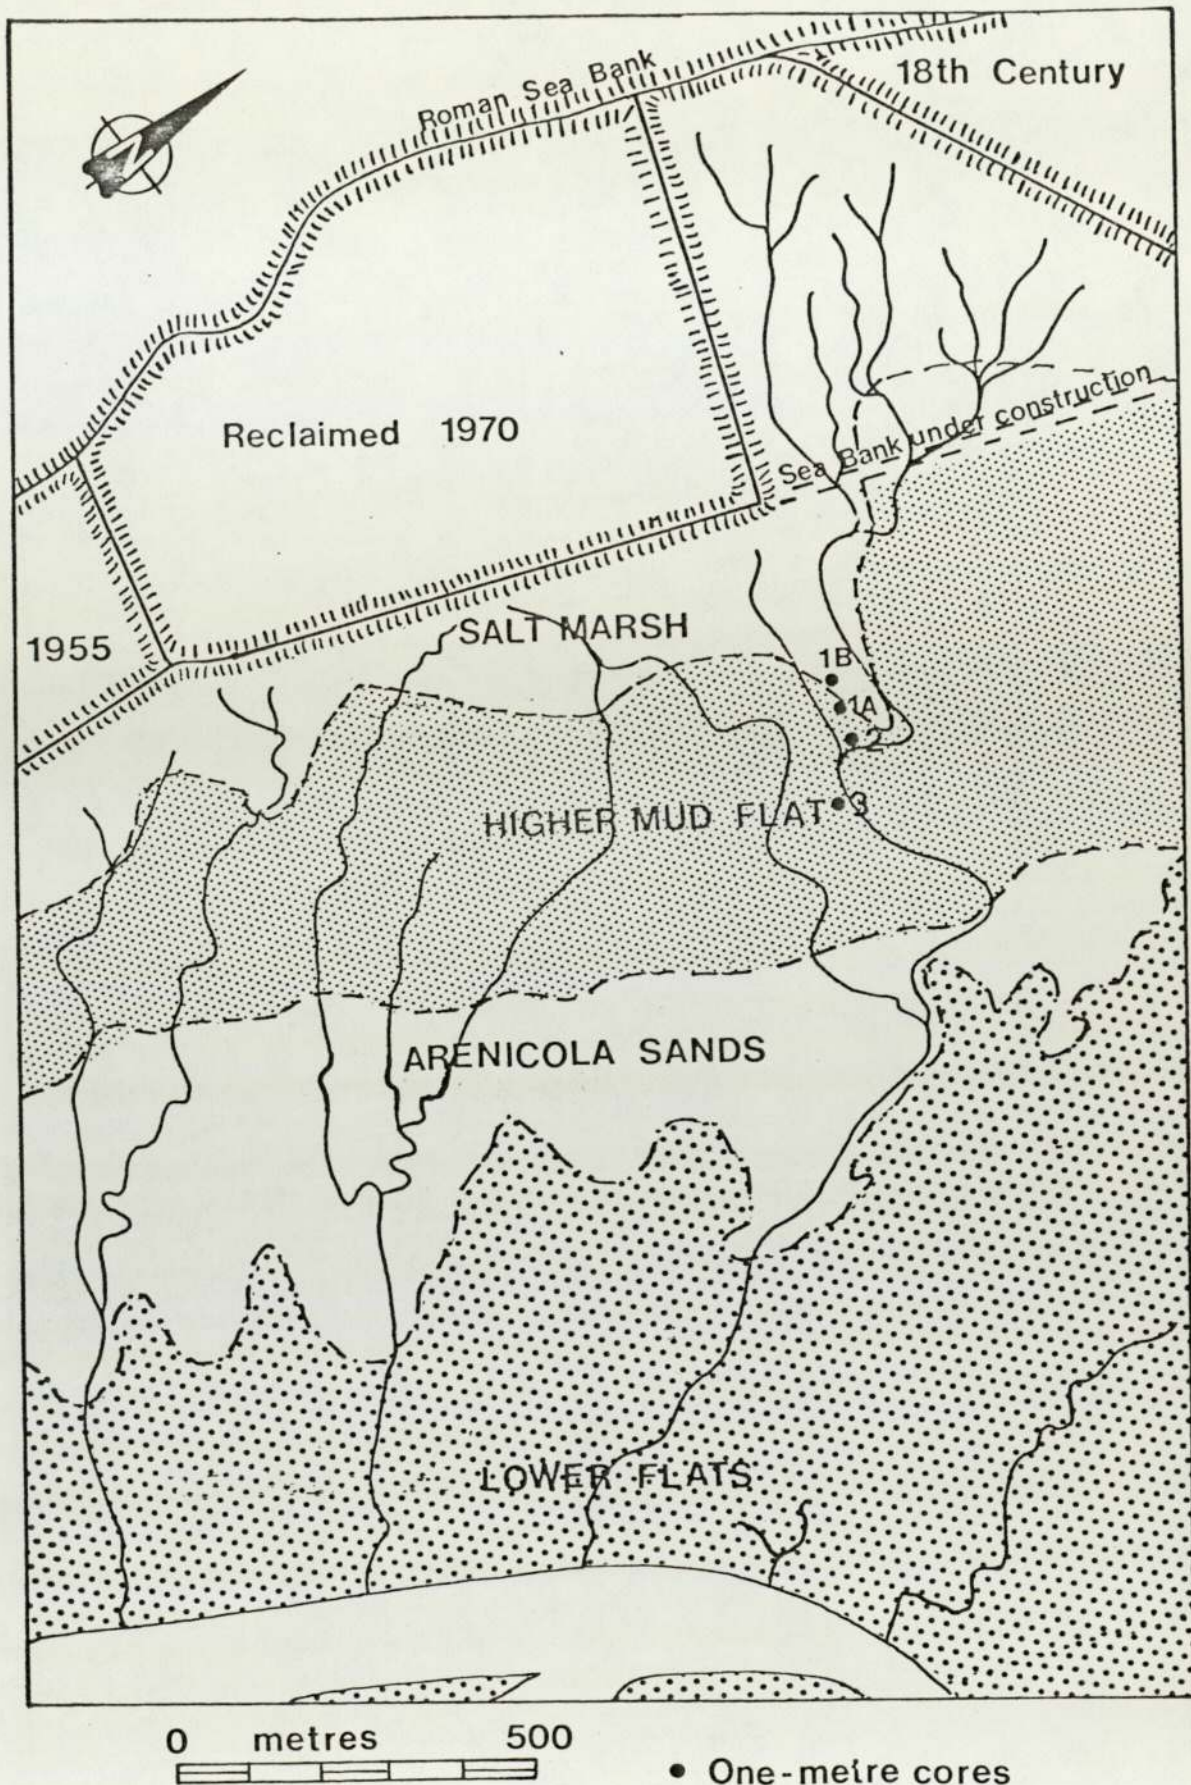 Roman Sea Bank
18th Century
N
Reclaimed 1970
Sea Bank under construction
1955
SALT MARSH
1B
1A
2
HIGHER MUD FLAT 3
ARENICOLA SANDS
LOWER FLATS
0 metres 500
One-metre cores